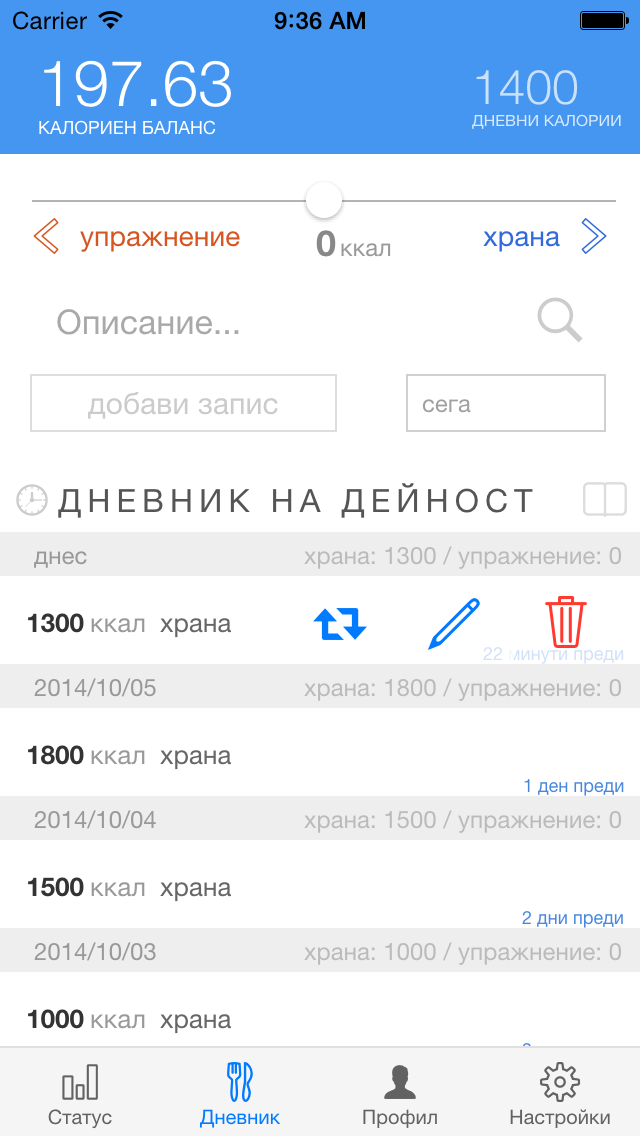 Carrier 9:36 AM
197.63 1400
КАЛОРИЕН БАЛАНС ДНЕВНИ КАЛОРИИ
упражнение 0 ккал храна
Описание...
добави запис сега
ДНЕВНИК НА ДЕЙНОСТ
днес храна: 1300 / упражнение: 0
1300 ккал храна
22 минути преди
2014/10/05 храна: 1800 / упражнение: 0
1800 ккал храна
1 ден преди
2014/10/04 храна: 1500 / упражнение: 0
1500 ккал храна
2 дни преди
2014/10/03 храна: 1000 / упражнение: 0
1000 ккал храна
Статус Дневник Профил Настройки